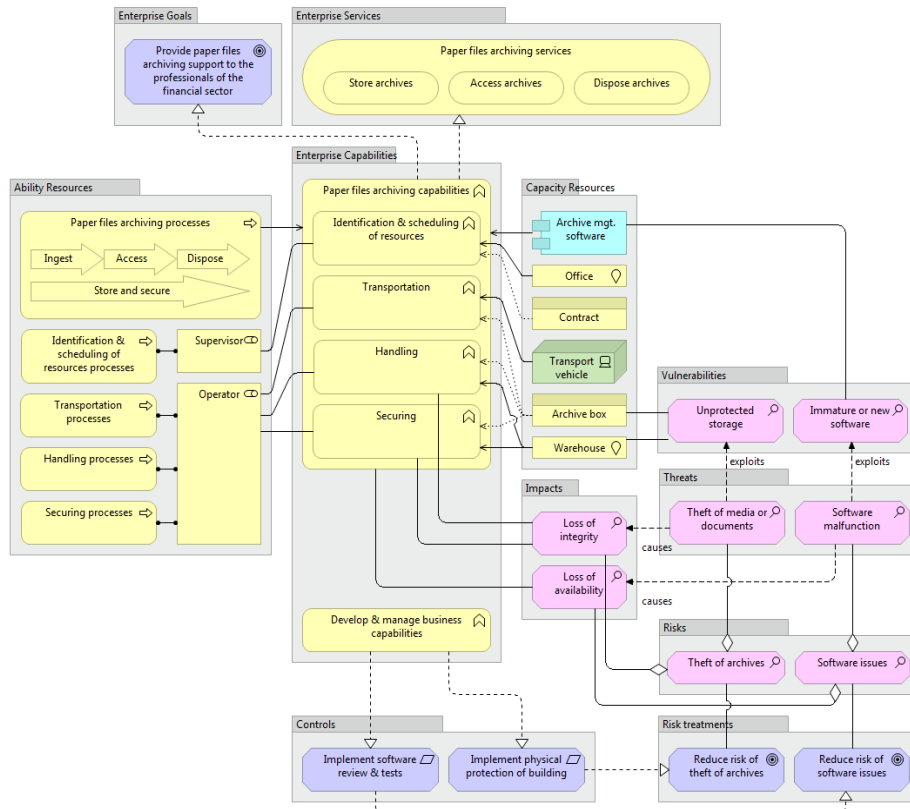 Enterprise Goals
Provide paper files
archiving support to the
professionals of the
financial sector
Enterprise Services
Paper files archiving services
Store archives
Access archives
Dispose archives
Enterprise Capabilities
Paper files archiving capabilities
Identification & scheduling
of resources
Transportation
Handling
Securing
Develop & manage business
capabilities
Ability Resources
Paper files archiving processes
Ingest
Access
Dispose
Store and secure
Identification &
scheduling of
resources processes
Supervisor
Transportation
processes
Operator
Handling processes
Securing processes
Capacity Resources
Archive mgt.
software
Office
Contract
Transport
vehicle
Archive box
Warehouse
Vulnerabilities
Unprotected
storage
Immature or new
software
exploits
exploits
Threats
Theft of media or
documents
Software
malfunction
Impacts
Loss of
integrity
causes
Loss of
availability
causes
Risks
Theft of archives
Software issues
Controls
Implement software
review & tests
Implement physical
protection of building
Risk treatments
Reduce risk of
theft of archives
Reduce risk of
software issues